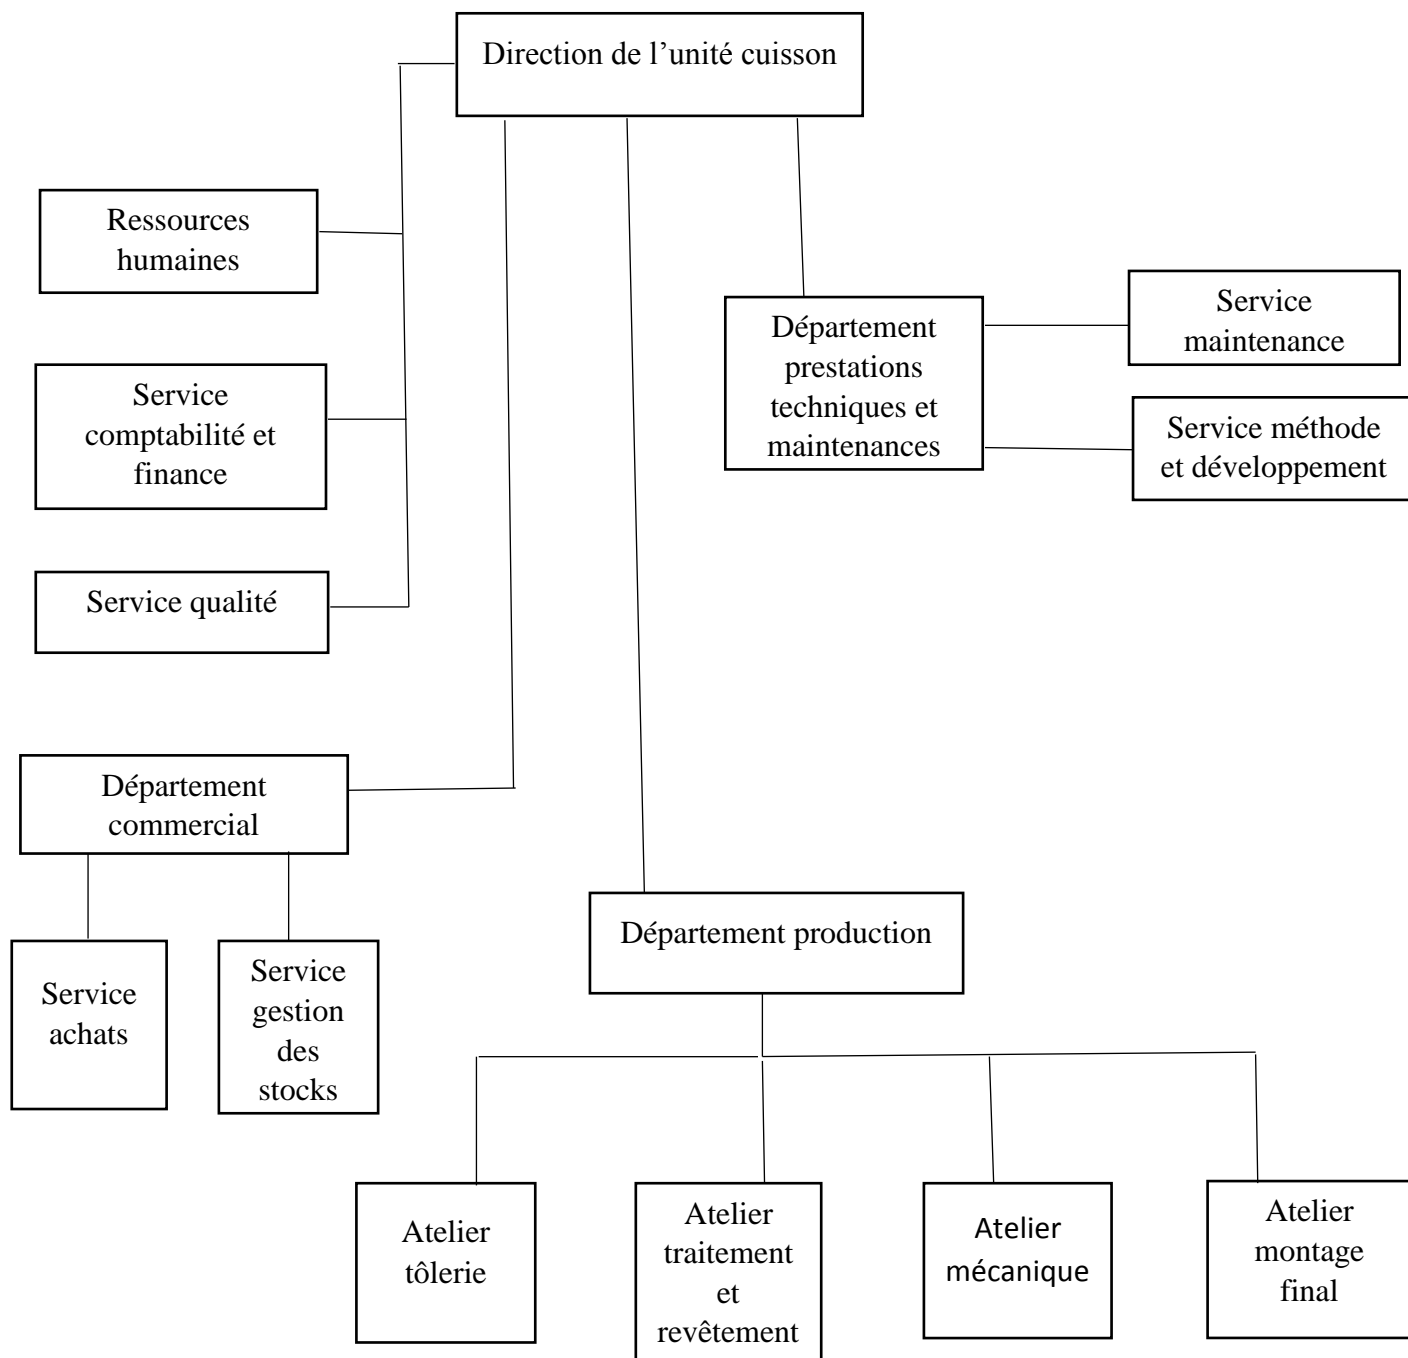 Direction de l’unité cuisson
Ressources
humaines
Service
comptabilité et
finance
Service qualité
Département
prestations
techniques et
maintenances
Service
maintenance
Service méthode
et développement
Département
commercial
Service
achats
Service
gestion
des
stocks
Département production
Atelier
tôlerie
Atelier
traitement
et
revêtement
Atelier
mécanique
Atelier
montage
final